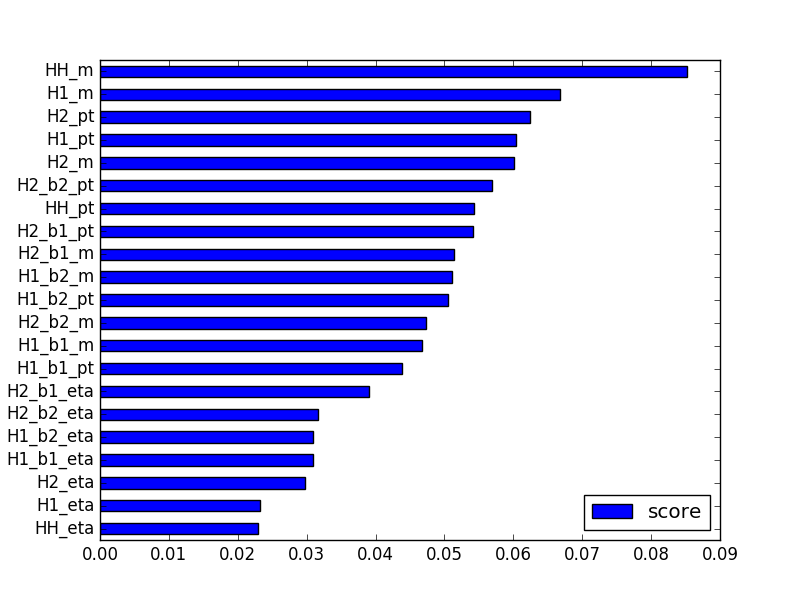 HH_m
H1_m
H2_pt
H1_pt
H2_m
H2_b2_pt
HH_pt
H2_b1_pt
H2_b1_m
H1_b2_m
H1_b2_pt
H2_b2_m
H1_b1_m
H1_b1_pt
H2_b1_eta
H2_b2_eta
H1_b2_eta
H1_b1_eta
H2_eta
H1_eta
HH_eta
score
0.00 0.01 0.02 0.03 0.04 0.05 0.06 0.07 0.08 0.09